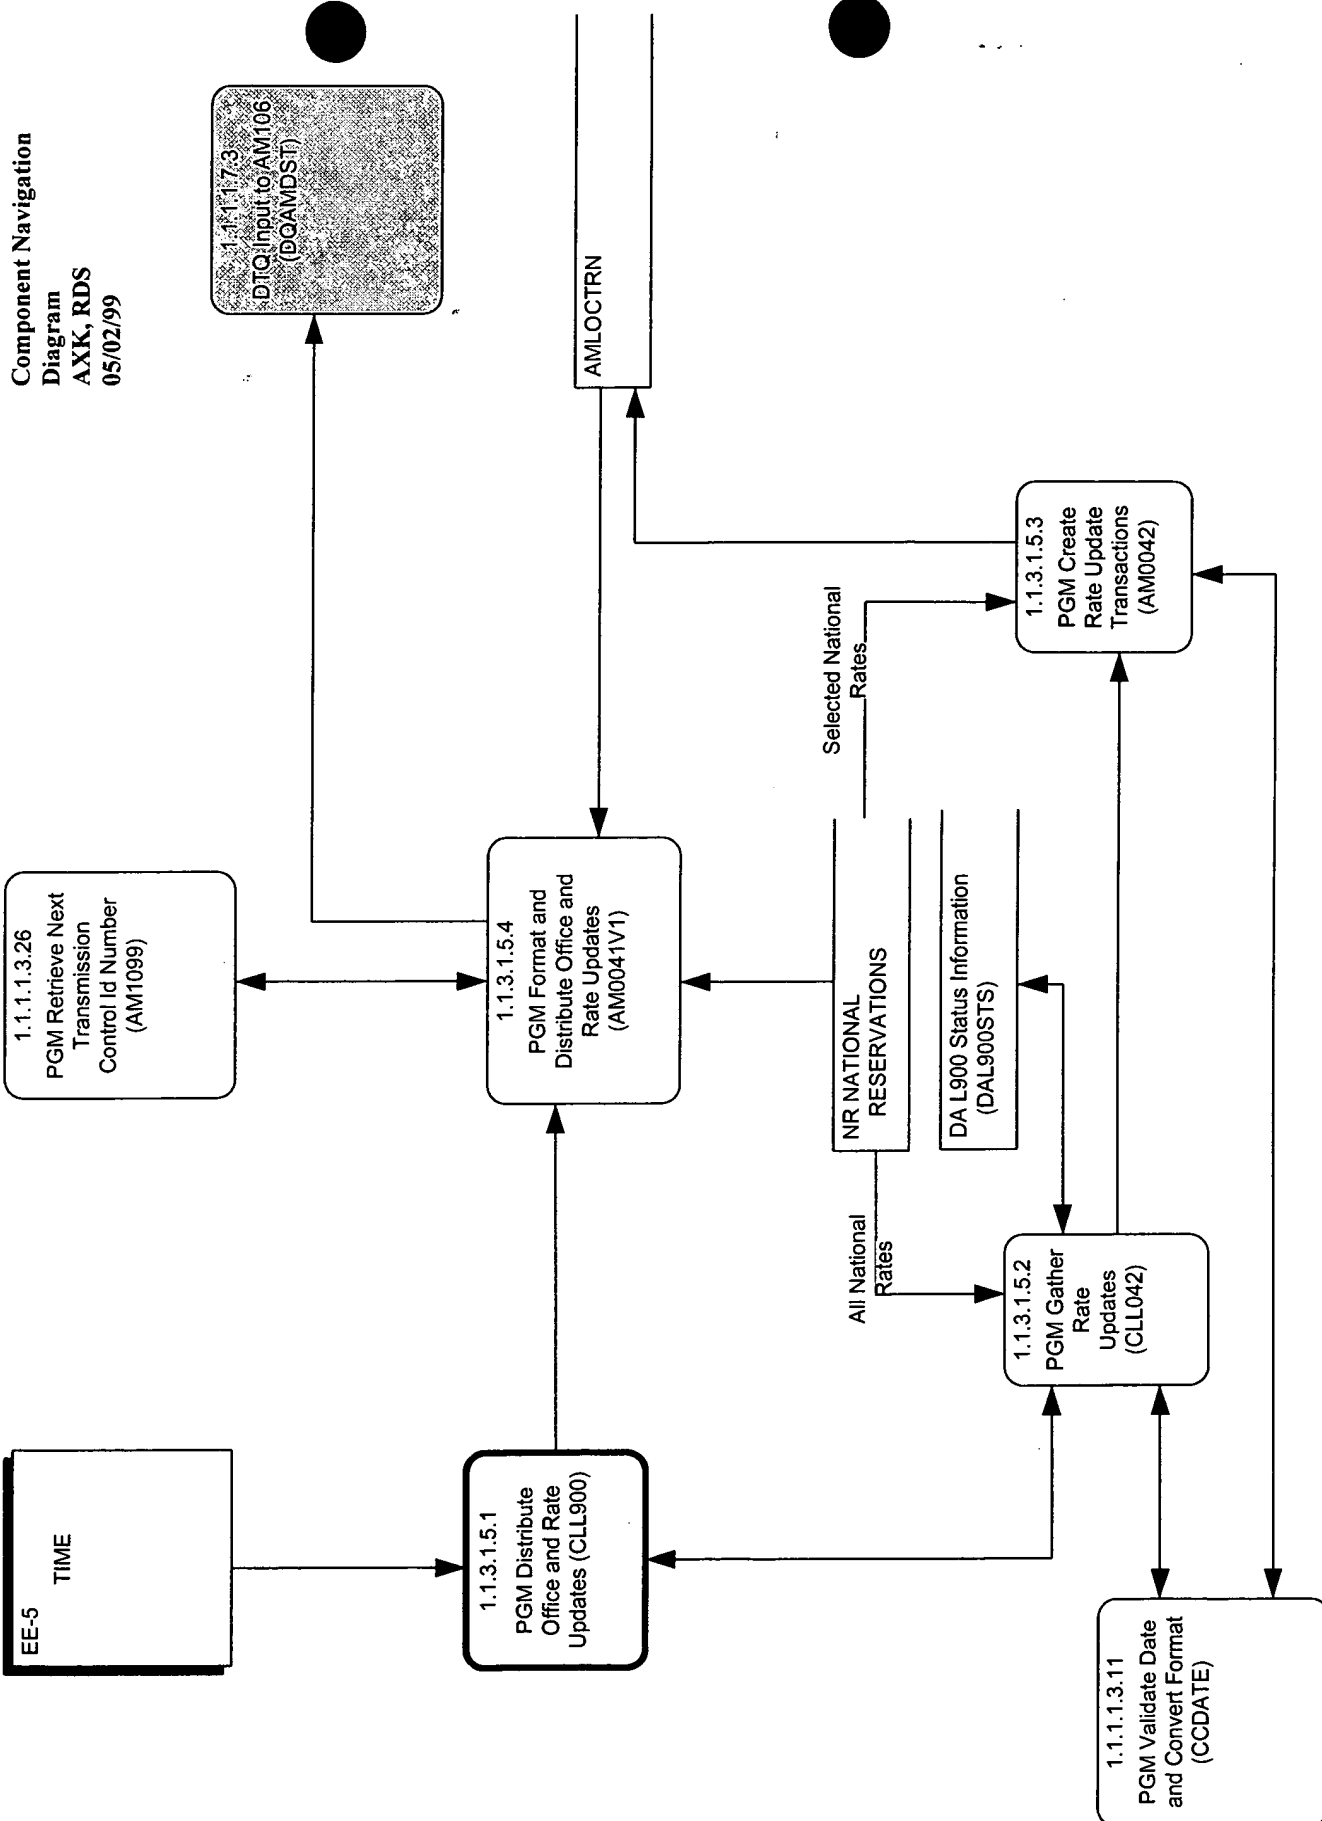 Component Navigation
Diagram
AXK, RDS
05/02/99
EE-5
TIME
1.1.1.1.3.26
PGM Retrieve Next
Transmission
Control Id Number
(AM1099)
1.1.1.1.7.3
DTQ Input to AM106
(DQAMDST)
1.1.3.1.5.1
PGM Distribute
Office and Rate
Updates (CLL900)
1.1.3.1.5.4
PGM Format and
Distribute Office and
Rate Updates
(AM0041V1)
AMLOCTRN
All National
Rates
NR NATIONAL
RESERVATIONS
Selected National
Rates
DA L900 Status Information
(DAL900STS)
1.1.3.1.5.2
PGM Gather
Rate
Updates
(CLL042)
1.1.3.1.5.3
PGM Create
Rate Update
Transactions
(AM0042)
1.1.1.1.3.11
PGM Validate Date
and Convert Format
(CCDATE)